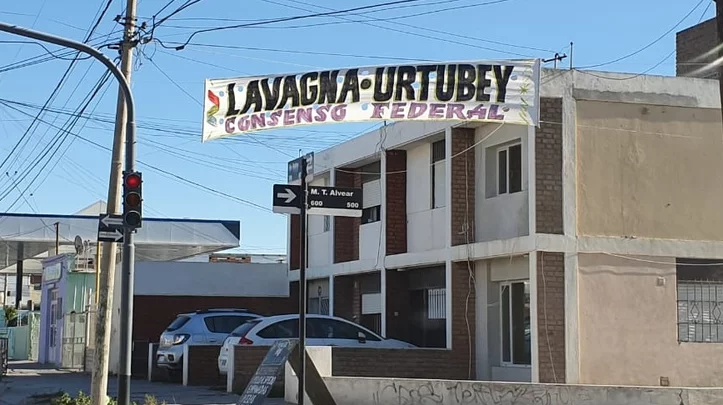 LAVAGNA•URTUBEY
CONSENSO FEDERAL
M. T. Alvear
600 500